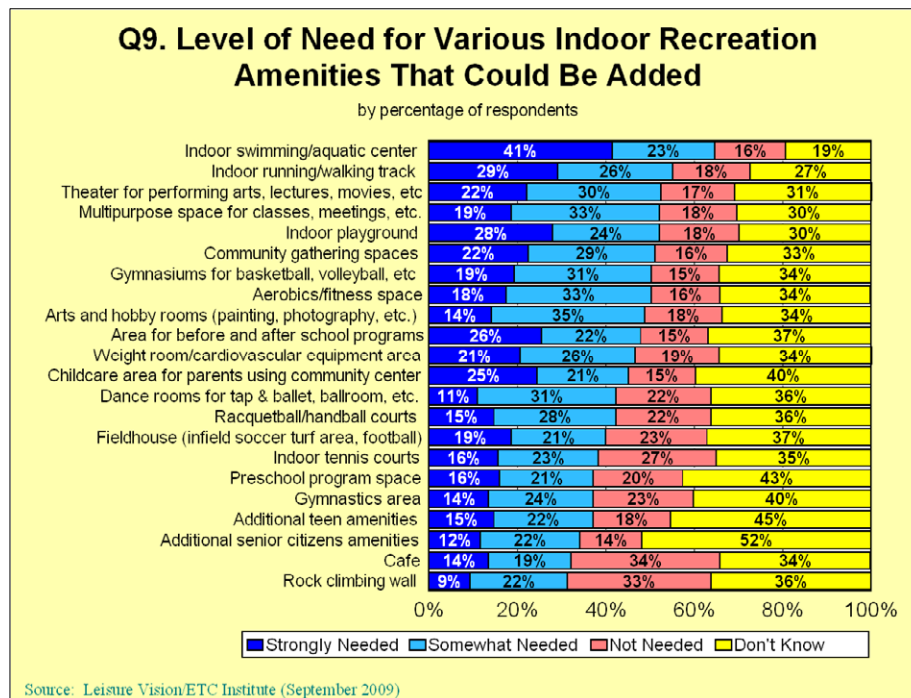 Q9. Level of Need for Various Indoor Recreation
Amenities That Could Be Added
by percentage of respondents
Indoor swimming/aquatic center 41% 23% 16% 19%
Indoor running/walking track 29% 26% 18% 27%
Theater for performing arts, lectures, movies, etc 22% 30% 17% 31%
Multipurpose space for classes, meetings, etc. 19% 33% 18% 30%
Indoor playground 28% 24% 18% 30%
Community gathering spaces 22% 29% 16% 33%
Gymnasiums for basketball, volleyball, etc 19% 31% 15% 34%
Aerobics/fitness space 18% 33% 16% 34%
Arts and hobby rooms (painting, photography, etc.) 14% 35% 18% 34%
Area for before and after school programs 26% 22% 15% 37%
Weight room/cardiovascular equipment area 21% 26% 19% 34%
Childcare area for parents using community center 25% 21% 15% 40%
Dance rooms for tap & ballet, ballroom, etc. 11% 31% 22% 36%
Racquetball/handball courts 15% 28% 22% 36%
Fieldhouse (infield soccer turf area, football) 19% 21% 23% 37%
Indoor tennis courts 16% 23% 27% 35%
Preschool program space 16% 21% 20% 43%
Gymnastics area 14% 24% 23% 40%
Additional teen amenities 15% 22% 18% 45%
Additional senior citizens amenities 12% 22% 14% 52%
Cafe 14% 19% 34% 34%
Rock climbing wall 9% 22% 33% 36%
0% 20% 40% 60% 80% 100%
Strongly Needed Somewhat Needed Not Needed Don't Know
Source: Leisure Vision/ETC Institute (September 2009)